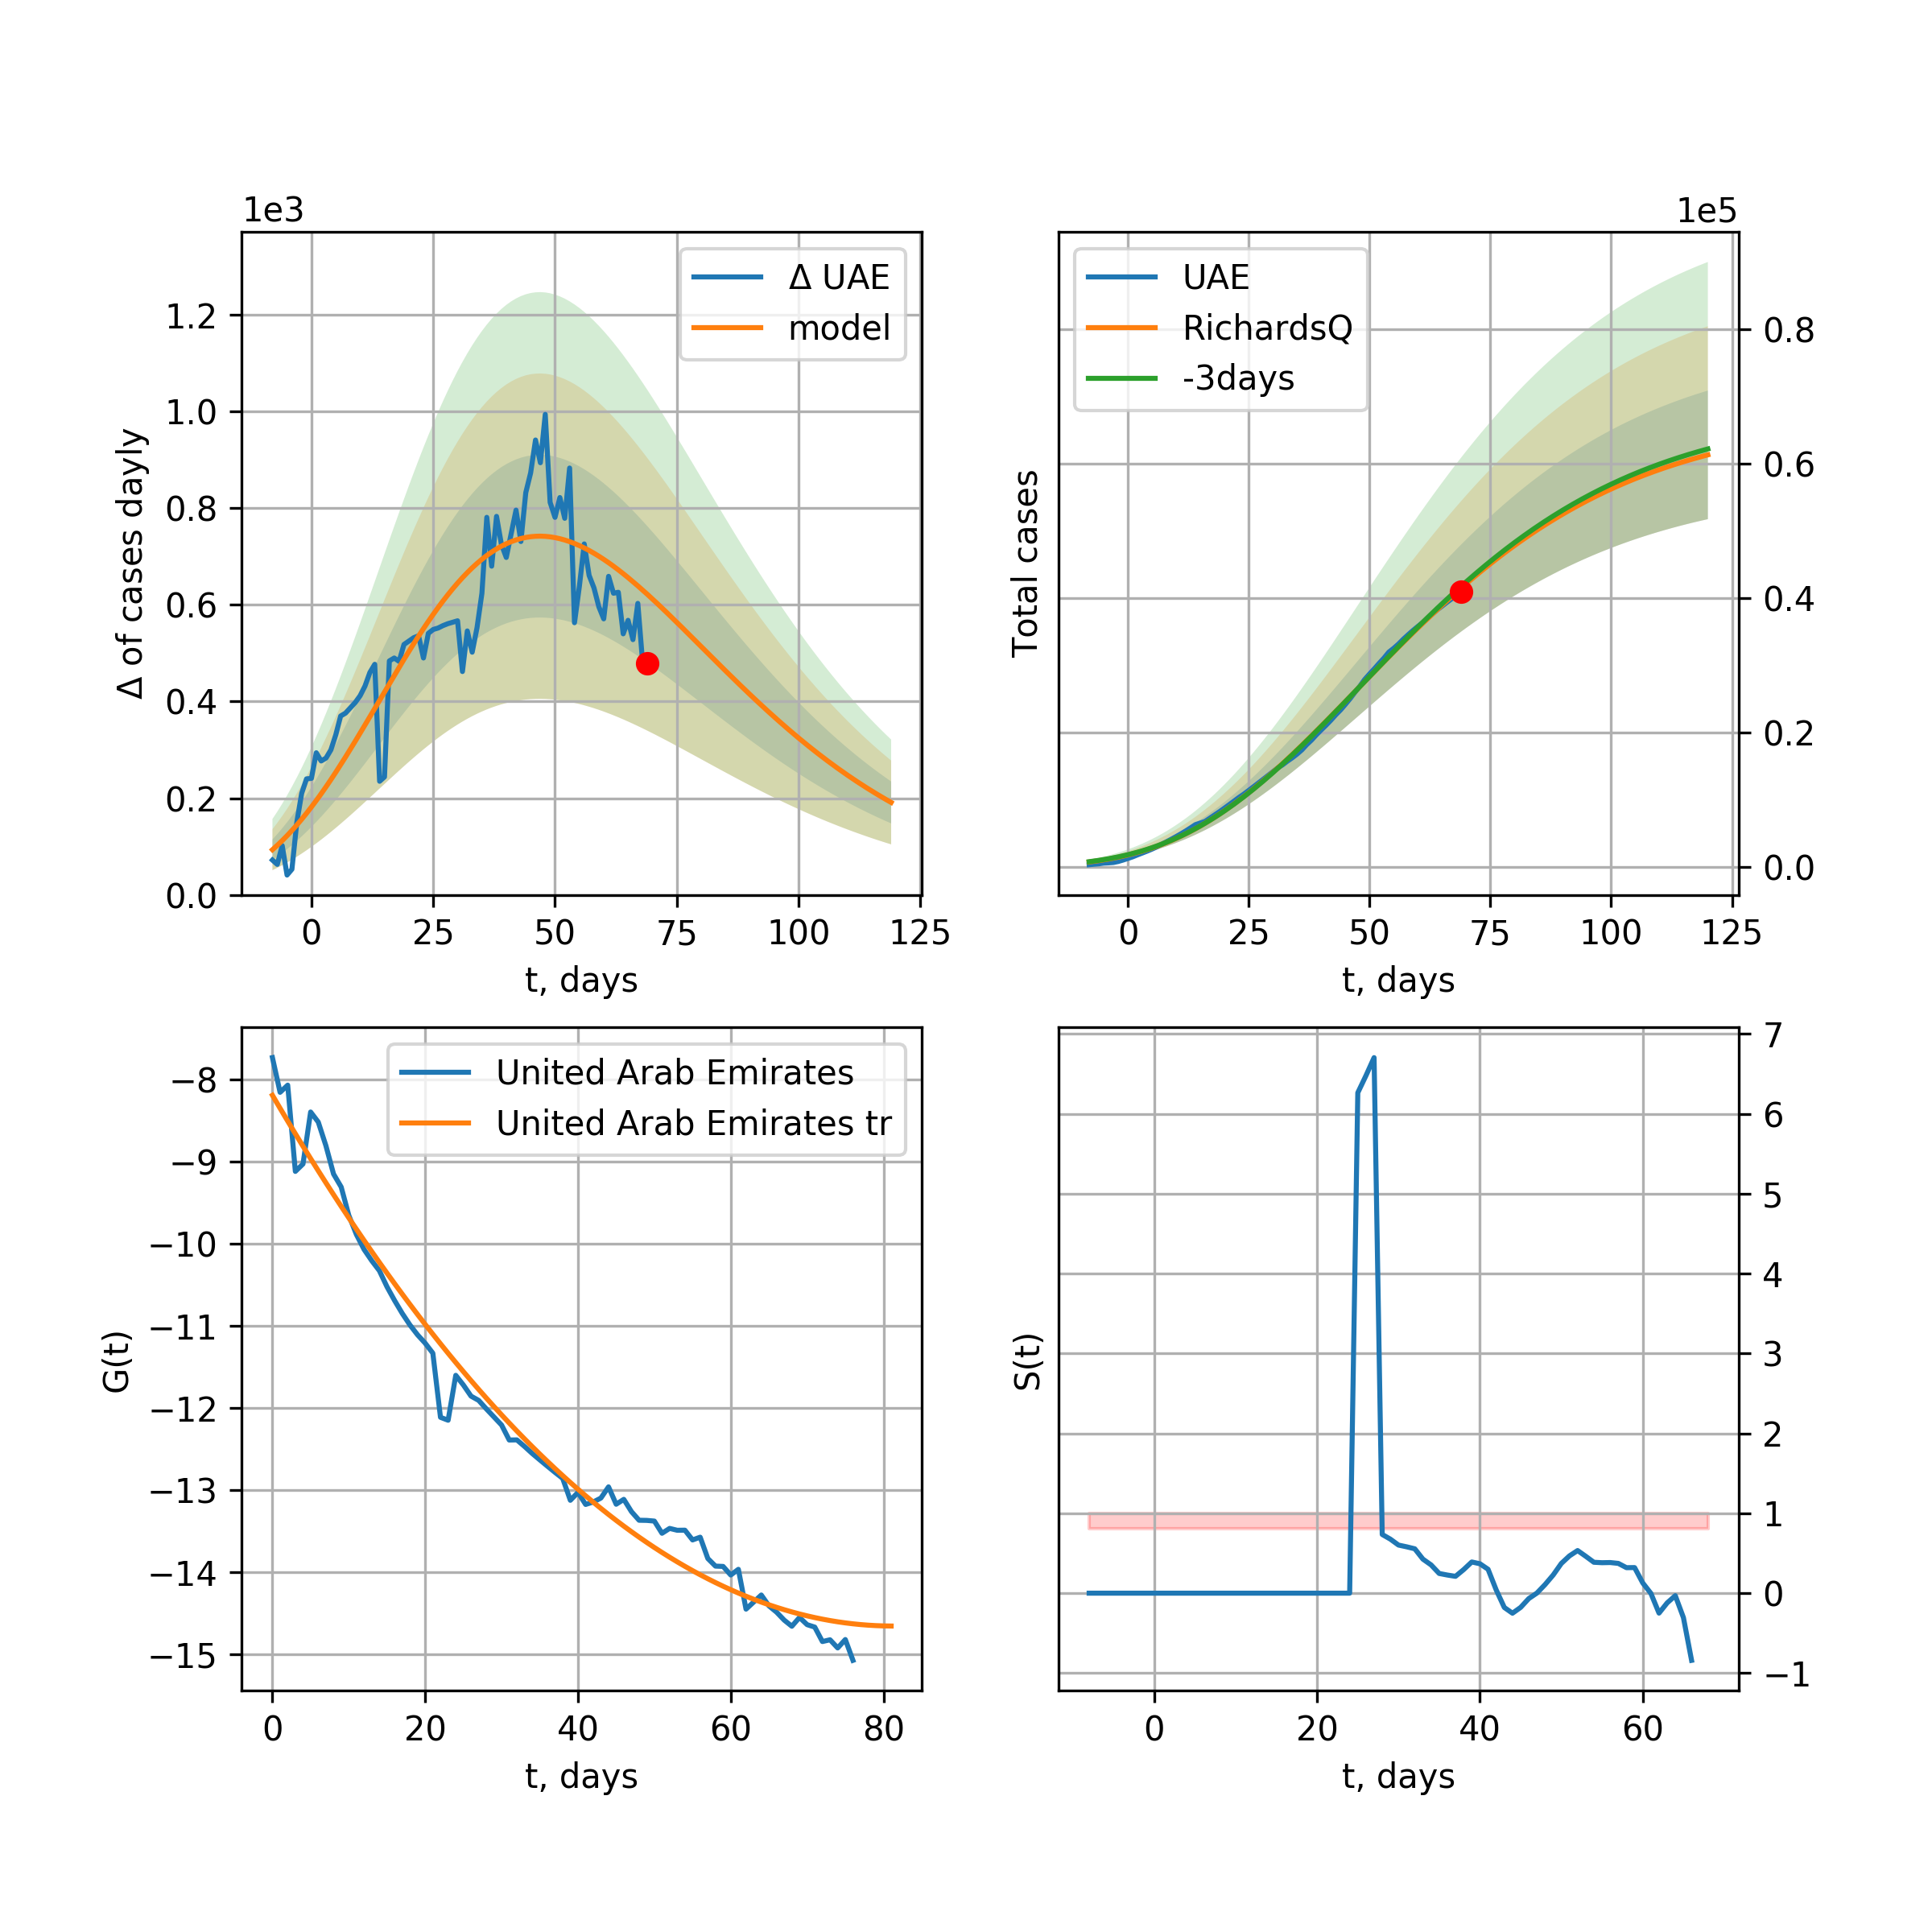 1e3
Δ UAE
model
1.2
1.0
0.8
0.6
0.4
0.2
0.0
Δ of cases dayly
0 25 50 75 100 125
t, days
1e5
UAE
RichardsQ
-3days
0.8
0.6
0.4
0.2
0.0
Total cases
0 25 50 75 100 125
t, days
United Arab Emirates
United Arab Emirates tr
−8
−9
−10
−11
−12
−13
−14
−15
G(t)
0 20 40 60 80
t, days
7
6
5
4
3
2
1
0
−1
S(t)
0 20 40 60
t, days